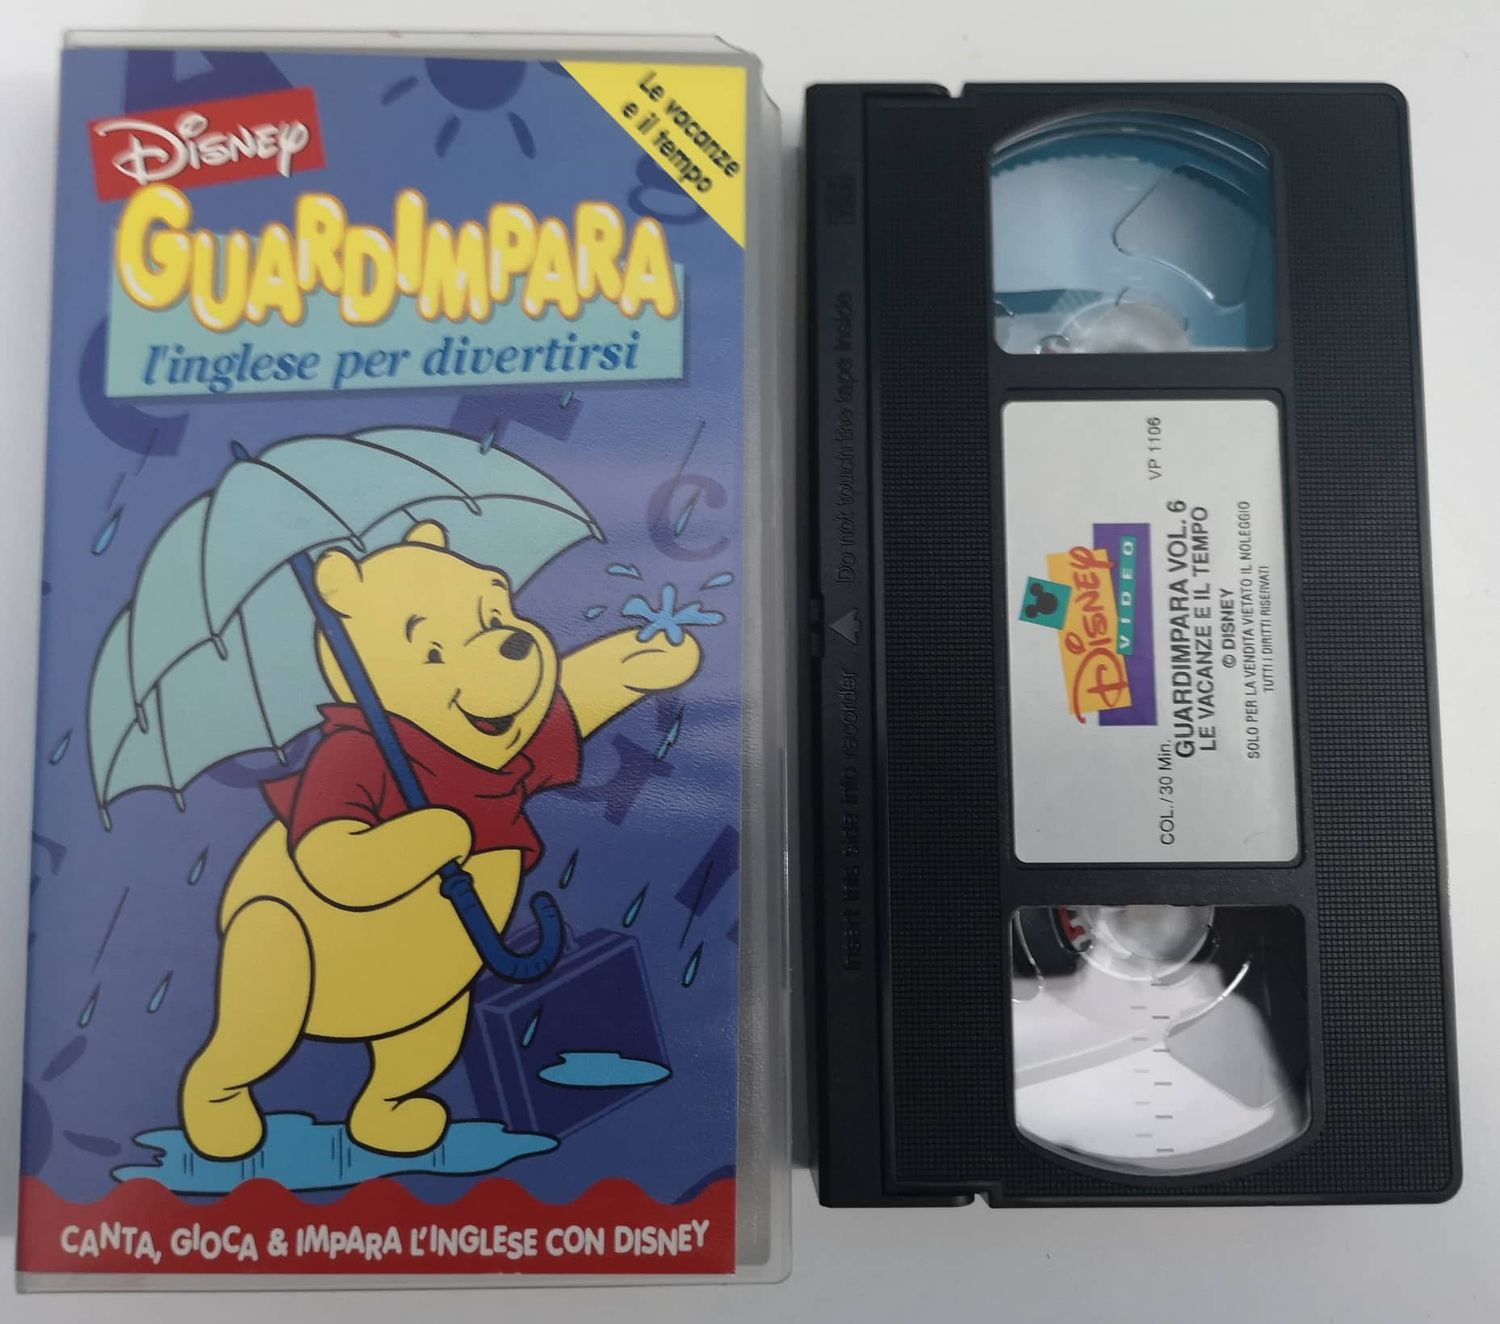 DISNEY
Le vacanze
e il tempo
GUARDIMPARA
l'inglese per divertirsi
CANTA, GIOCA & IMPARA L'INGLESE CON DISNEY
Insert this side into recorder
Do not touch the tape inside
DISNEY
VIDEO
COL./30 Min.
VP 1106
GUARDIMPARA VOL. 6
LE VACANZE E IL TEMPO
© DISNEY
SOLO PER LA VENDITA VIETATO IL NOLEGGIO
TUTTI I DIRITTI RISERVATI